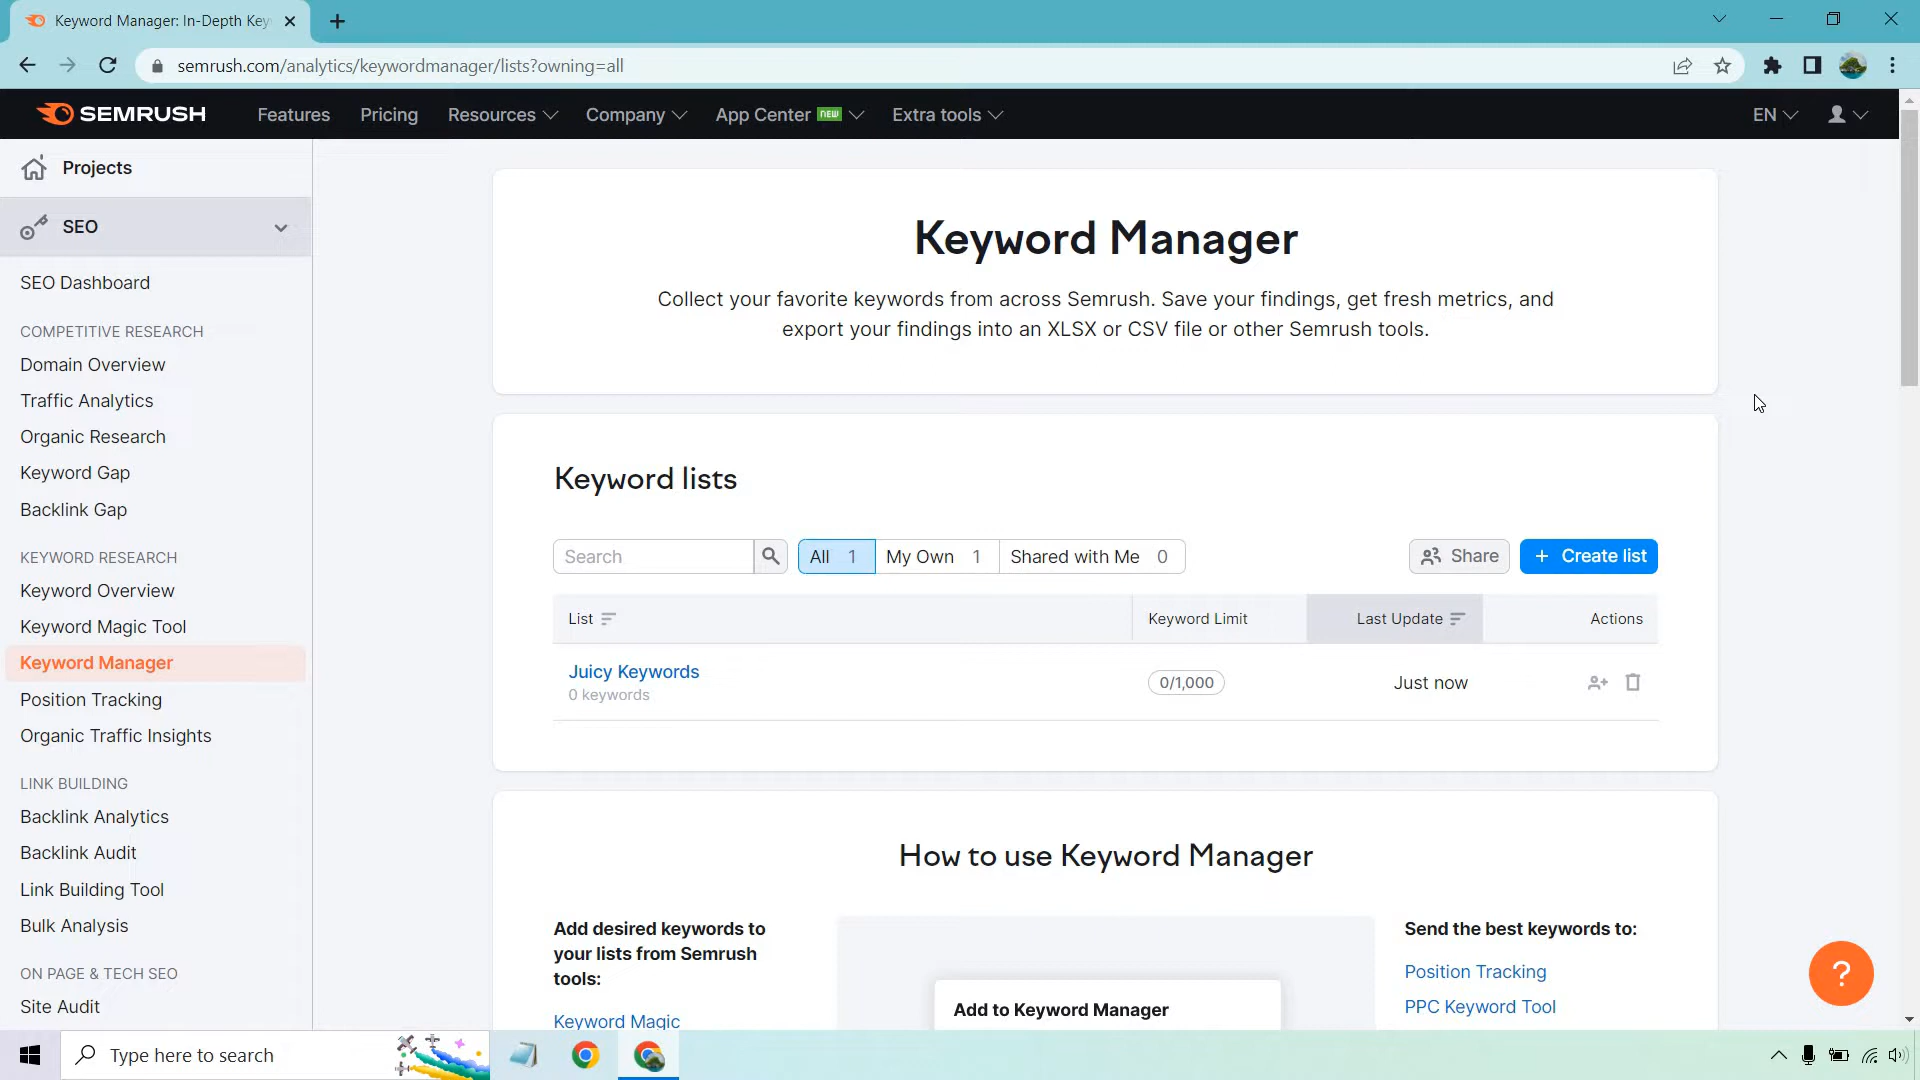 Keyword Manager: In-Depth Key
semrush.com/analytics/keywordmanager/lists?owning=all
SEMRUSH
Features
Pricing
Resources
Company
App Center NEW
Extra tools
EN
Projects
SEO
SEO Dashboard
COMPETITIVE RESEARCH
Domain Overview
Traffic Analytics
Organic Research
Keyword Gap
Backlink Gap
KEYWORD RESEARCH
Keyword Overview
Keyword Magic Tool
Keyword Manager
Position Tracking
Organic Traffic Insights
LINK BUILDING
Backlink Analytics
Backlink Audit
Link Building Tool
Bulk Analysis
ON PAGE & TECH SEO
Site Audit
Keyword Manager
Collect your favorite keywords from across Semrush. Save your findings, get fresh metrics, and
export your findings into an XLSX or CSV file or other Semrush tools.
Keyword lists
Search
All 1
My Own 1
Shared with Me 0
Share
+ Create list
List
Keyword Limit
Last Update
Actions
Juicy Keywords
0 keywords
0/1,000
Just now
How to use Keyword Manager
Add desired keywords to
your lists from Semrush
tools:
Keyword Magic
Add to Keyword Manager
Send the best keywords to:
Position Tracking
PPC Keyword Tool
?
Type here to search